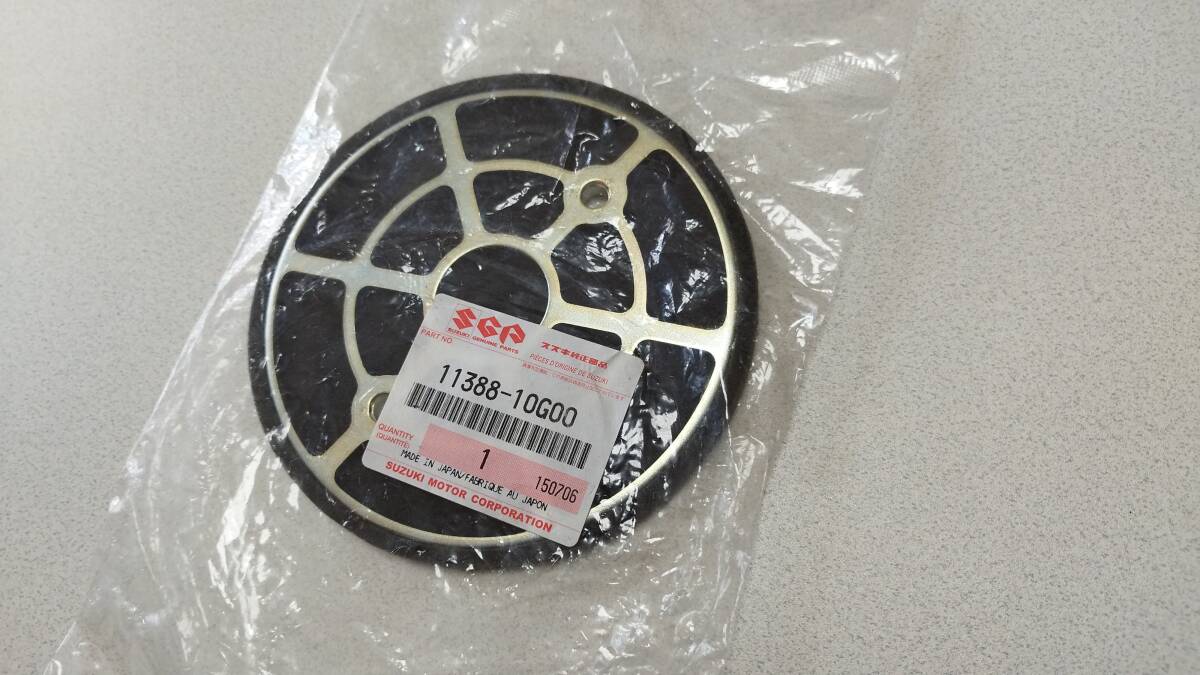 SGP
SUZUKI GENUINE PARTS
スズキ純正部品
PIÈCES D'ORIGINE DE SUZUKI
PART NO.
11388-10G00
QUANTITY
(QUANTITÉ)
1
150706
MADE IN JAPAN/FABRIQUE AU JAPON
SUZUKI MOTOR CORPORATION